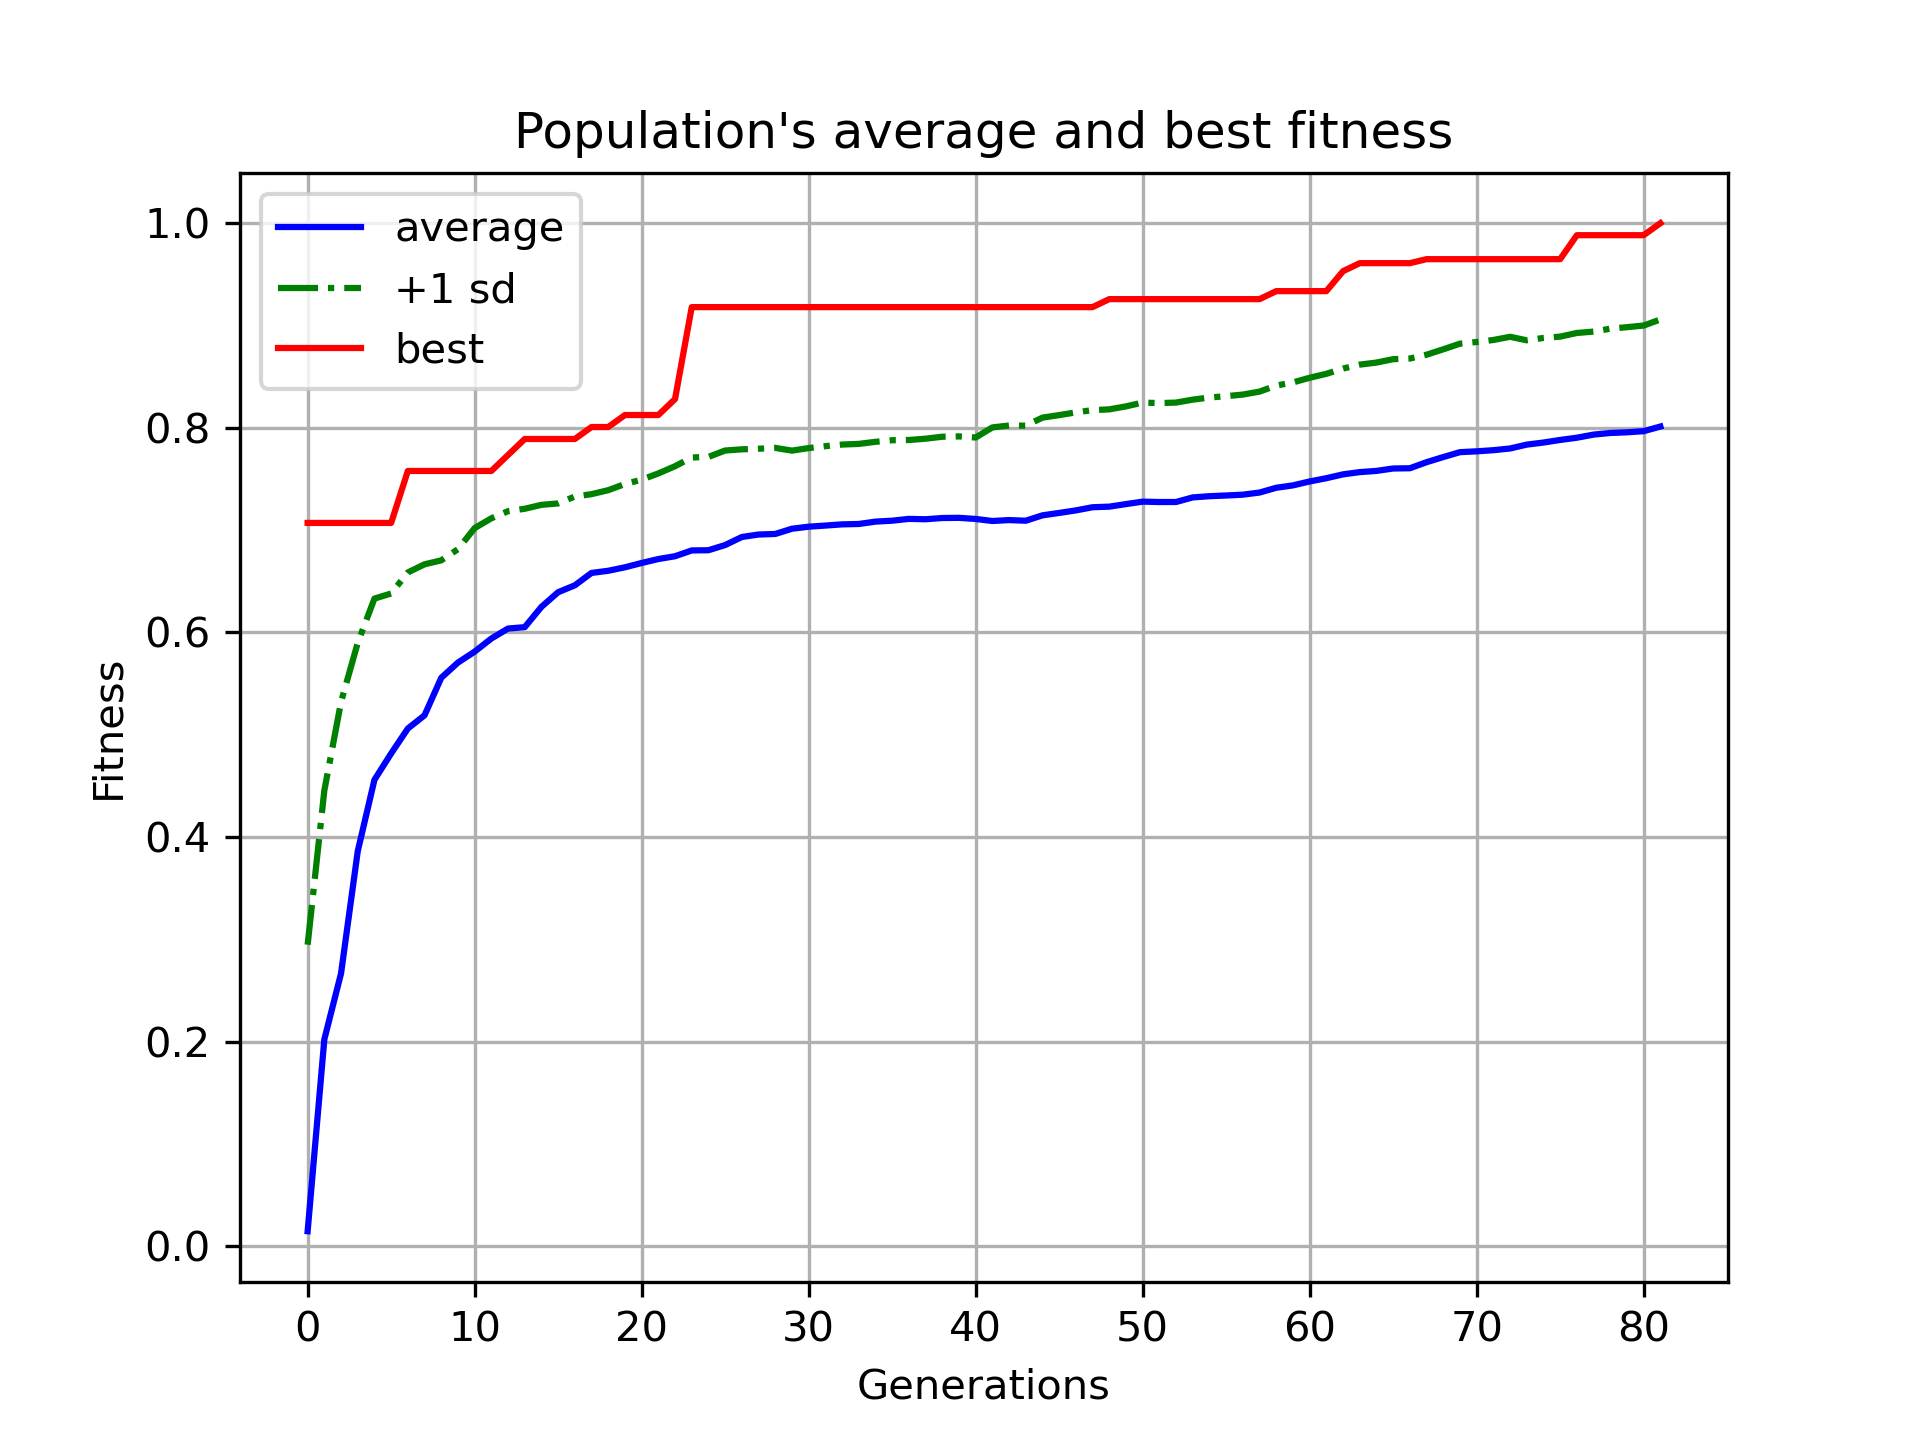 Population's average and best fitness
average
+1 sd
best
1.0
0.8
0.6
0.4
0.2
0.0
Fitness
0 10 20 30 40 50 60 70 80
Generations